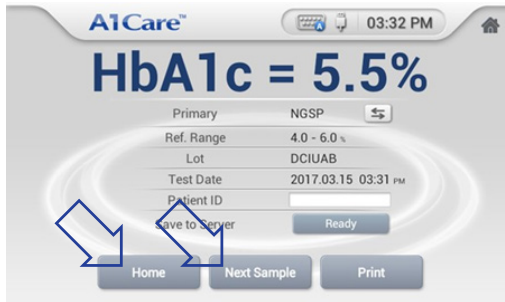 A1Care™ 03:32 PM
HbA1c = 5.5%
Primary NGSP
Ref. Range 4.0 - 6.0 %
Lot DCIUAB
Test Date 2017.03.15 03:31 PM
Patient ID
Save to Server Ready
Home Next Sample Print